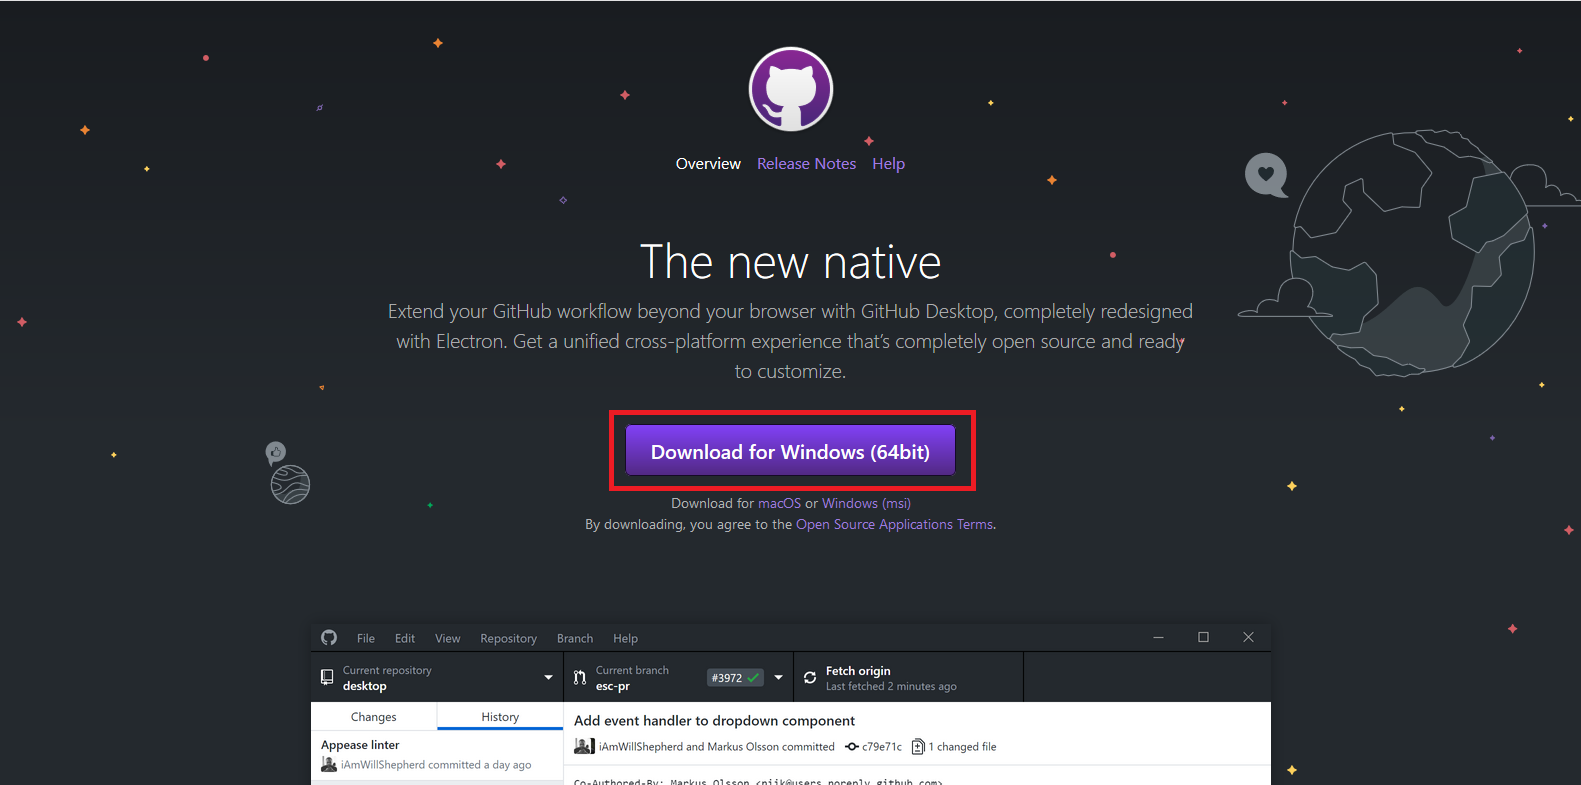 Overview Release Notes Help
The new native
Extend your GitHub workflow beyond your browser with GitHub Desktop, completely redesigned
with Electron. Get a unified cross-platform experience that's completely open source and ready
to customize.
Download for Windows (64bit)
Download for macOS or Windows (msi)
By downloading, you agree to the Open Source Applications Terms.
File Edit View Repository Branch Help
Current repository
desktop
Current branch
esc-pr
#3972
Fetch origin
Last fetched 2 minutes ago
Changes History
Appease linter
iAmWillShepherd committed a day ago
Add event handler to dropdown component
iAmWillShepherd and Markus Olsson committed c79e71c 1 changed file
Co-Authored-By: Markus Olsson <niik@users.noreply.github.com>